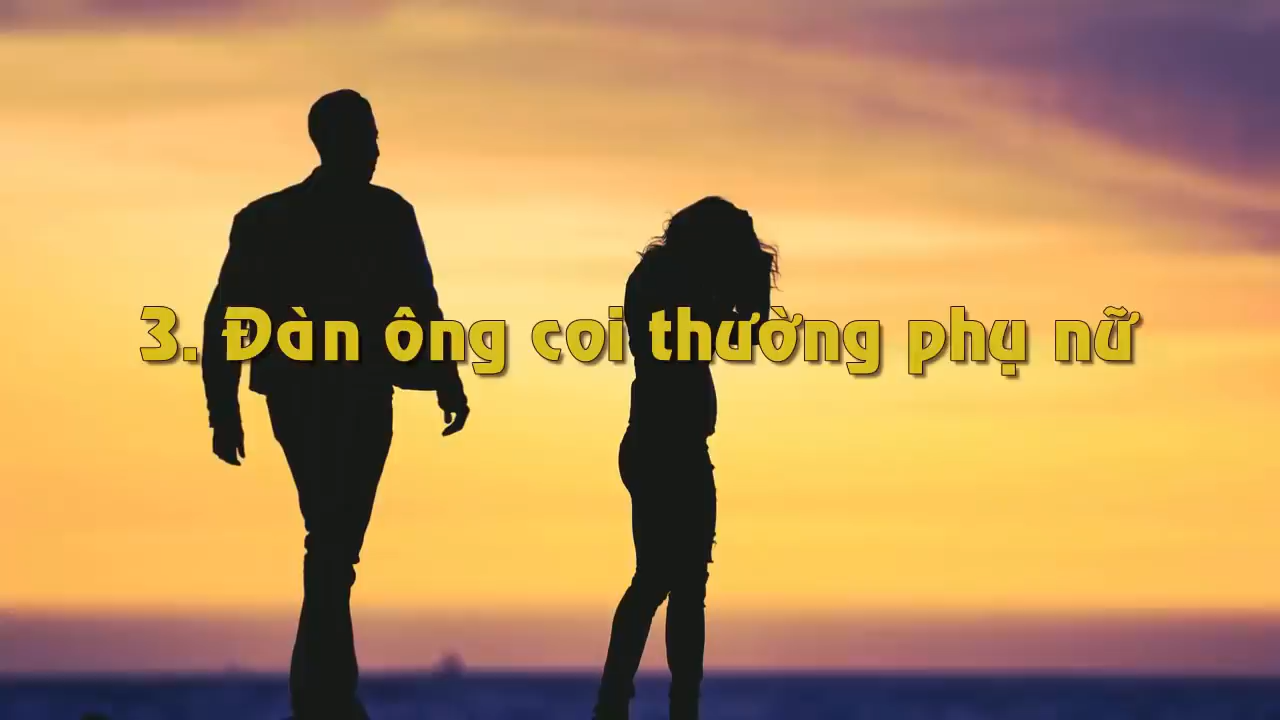 3. Đàn ông coi thường phụ nữ